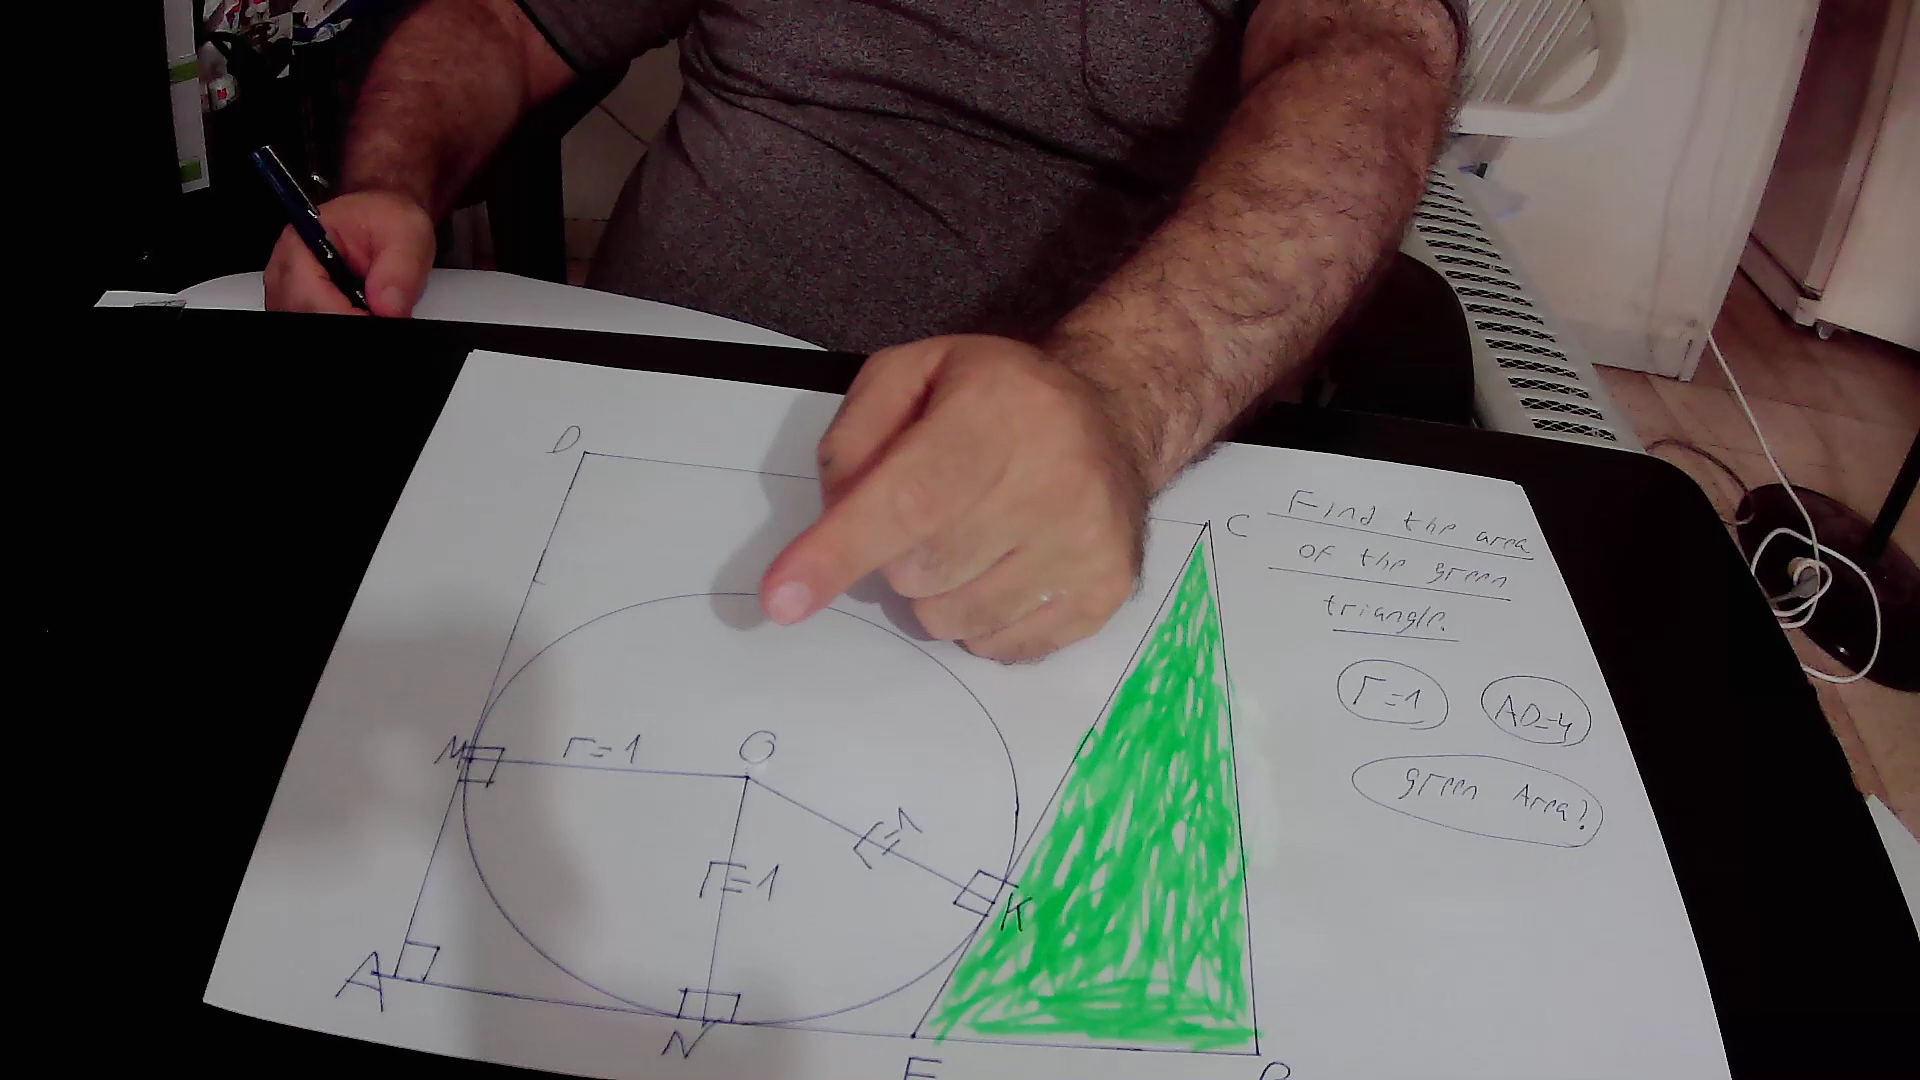 D
C
Find the area
of the green
triangle.
r=1
AD=4
green Area?
M
r=1
O
r=1
r=1
K
A
N
E
B